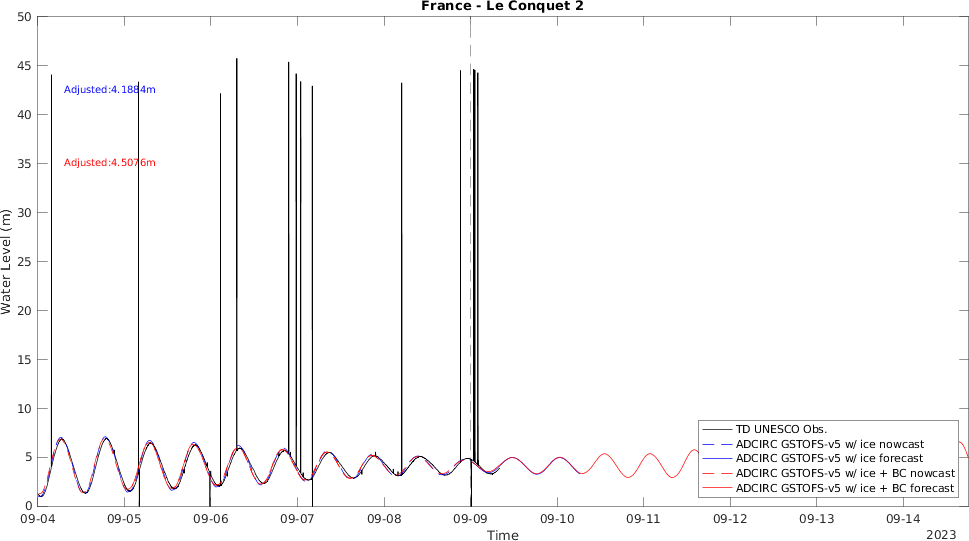 France - Le Conquet 2
50
45
40
35
30
25
20
15
10
5
0
Water Level (m)
Adjusted:4.1884m
Adjusted:4.5076m
TD UNESCO Obs.
ADCIRC GSTOFS-v5 w/ ice nowcast
ADCIRC GSTOFS-v5 w/ ice forecast
ADCIRC GSTOFS-v5 w/ ice + BC nowcast
ADCIRC GSTOFS-v5 w/ ice + BC forecast
09-04 09-05 09-06 09-07 09-08 09-09 09-10 09-11 09-12 09-13 09-14
Time
2023